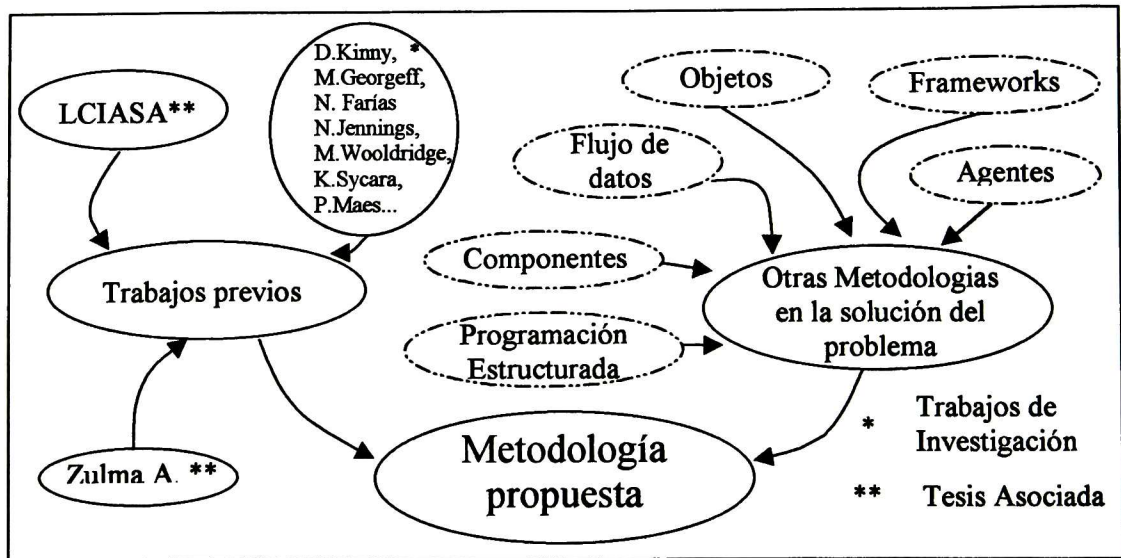 D.Kinny, *
M.Georgeff,
N. Farías
N.Jennings,
M.Wooldridge,
K.Sycara,
P.Maes...
LCIASA**
Objetos
Frameworks
Flujo de
datos
Agentes
Componentes
Trabajos previos
Otras Metodologias
en la solución del
problema
Programación
Estructurada
Zulma A. **
Metodología
propuesta
* Trabajos de
Investigación
** Tesis Asociada